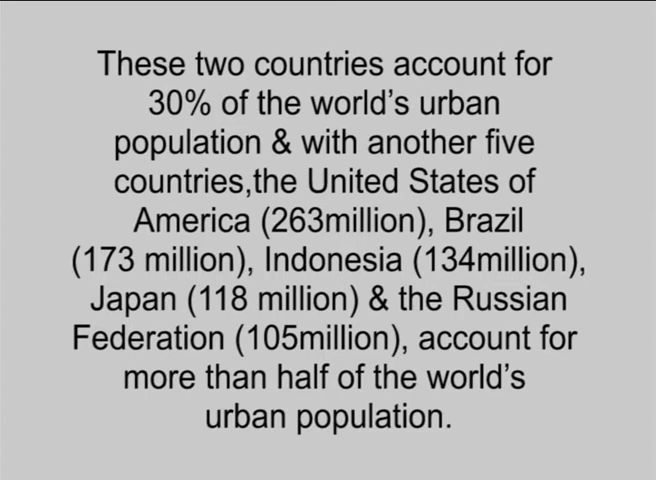 These two countries account for
30% of the world's urban
population & with another five
countries,the United States of
America (263million), Brazil
(173 million), Indonesia (134million),
Japan (118 million) & the Russian
Federation (105million), account for
more than half of the world's
urban population.